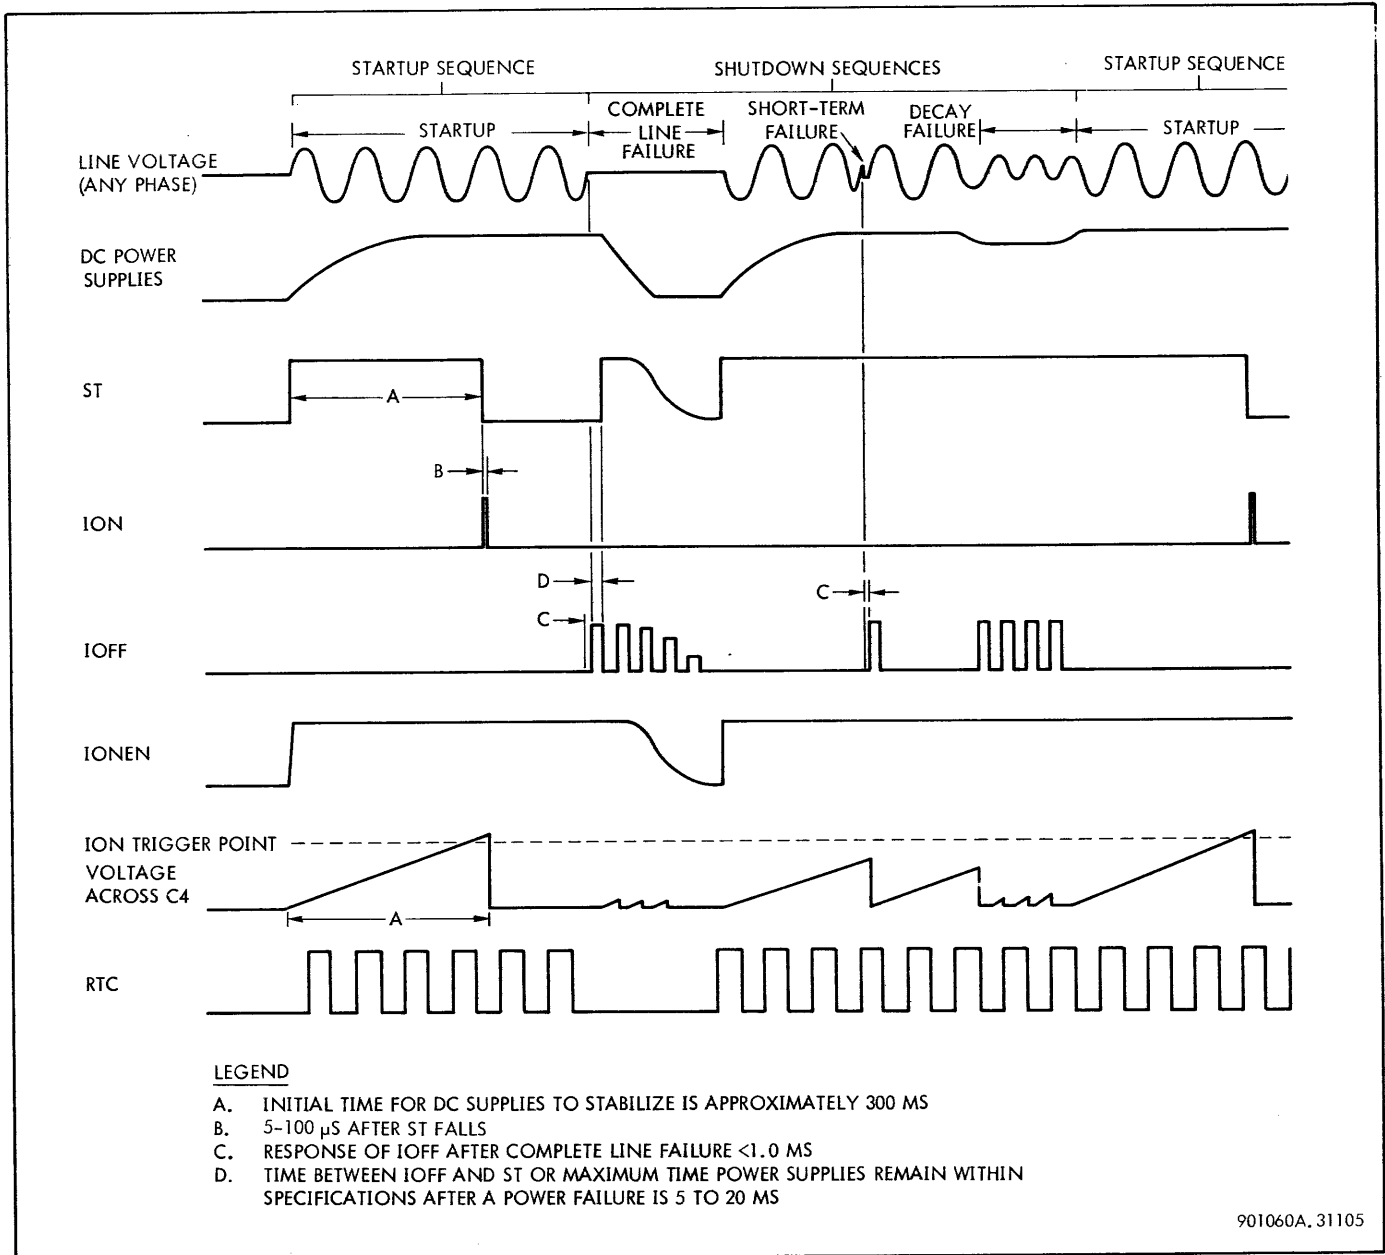 STARTUP SEQUENCE SHUTDOWN SEQUENCES STARTUP SEQUENCE
STARTUP
COMPLETE
LINE
FAILURE
SHORT-TERM
FAILURE
DECAY
FAILURE
STARTUP
LINE VOLTAGE
(ANY PHASE)
DC POWER
SUPPLIES
ST
A
B
ION
D
C
C
IOFF
IONEN
ION TRIGGER POINT
VOLTAGE
ACROSS C4
A
RTC
LEGEND
A. INITIAL TIME FOR DC SUPPLIES TO STABILIZE IS APPROXIMATELY 300 MS
B. 5-100 µS AFTER ST FALLS
C. RESPONSE OF IOFF AFTER COMPLETE LINE FAILURE <1.0 MS
D. TIME BETWEEN IOFF AND ST OR MAXIMUM TIME POWER SUPPLIES REMAIN WITHIN
SPECIFICATIONS AFTER A POWER FAILURE IS 5 TO 20 MS
901060A.31105